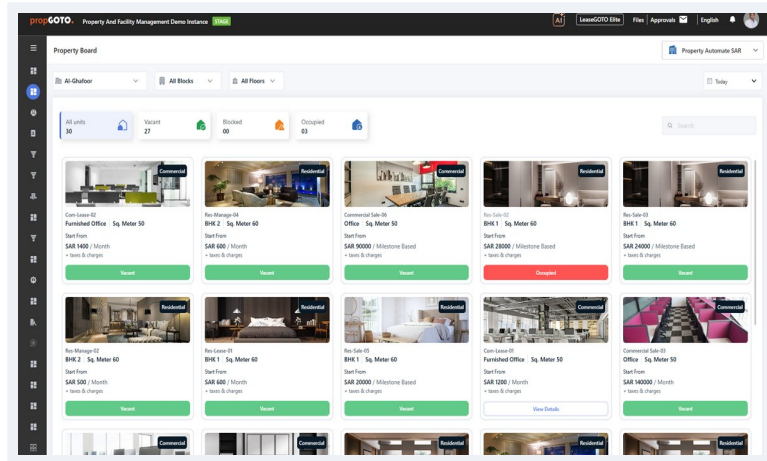 propGOTO. Property And Facility Management Demo Instance STAGE AI LeaseGOTO Elite Files Approvals English
Property Board Property Automate SAR
Al-Ghafoor All Blocks All Floors Today
All units Vacant Blocked Occupied
30 27 00 03
Search
Commercial Residential Commercial Residential Residential
Com-Lease-02 Res-Manage-04 Commercial Sale-06 Res-Sale-02 Res-Sale-03
Furnished Office Sq. Meter 50 BHK 2 Sq. Meter 60 Office Sq. Meter 50 BHK 1 Sq. Meter 60 BHK 1 Sq. Meter 60
Start From Start From Start From Start From Start From
SAR 1400 / Month SAR 600 / Month SAR 90000 / Milestone Based SAR 28000 / Milestone Based SAR 24000 / Milestone Based
+ taxes & charges + taxes & charges + taxes & charges + taxes & charges + taxes & charges
Vacant Vacant Vacant Occupied Vacant
Residential Residential Residential Commercial Commercial
Res-Manage-02 Res-Lease-01 Res-Sale-05 Com-Lease-01 Commercial Sale-03
BHK 2 Sq. Meter 60 BHK 1 Sq. Meter 60 BHK 1 Sq. Meter 60 Furnished Office Sq. Meter 50 Office Sq. Meter 50
Start From Start From Start From Start From Start From
SAR 500 / Month SAR 600 / Month SAR 20000 / Milestone Based SAR 1200 / Month SAR 140000 / Month
+ taxes & charges + taxes & charges + taxes & charges + taxes & charges + taxes & charges
Vacant Vacant Vacant View Details Vacant
Commercial Commercial Residential Residential Residential